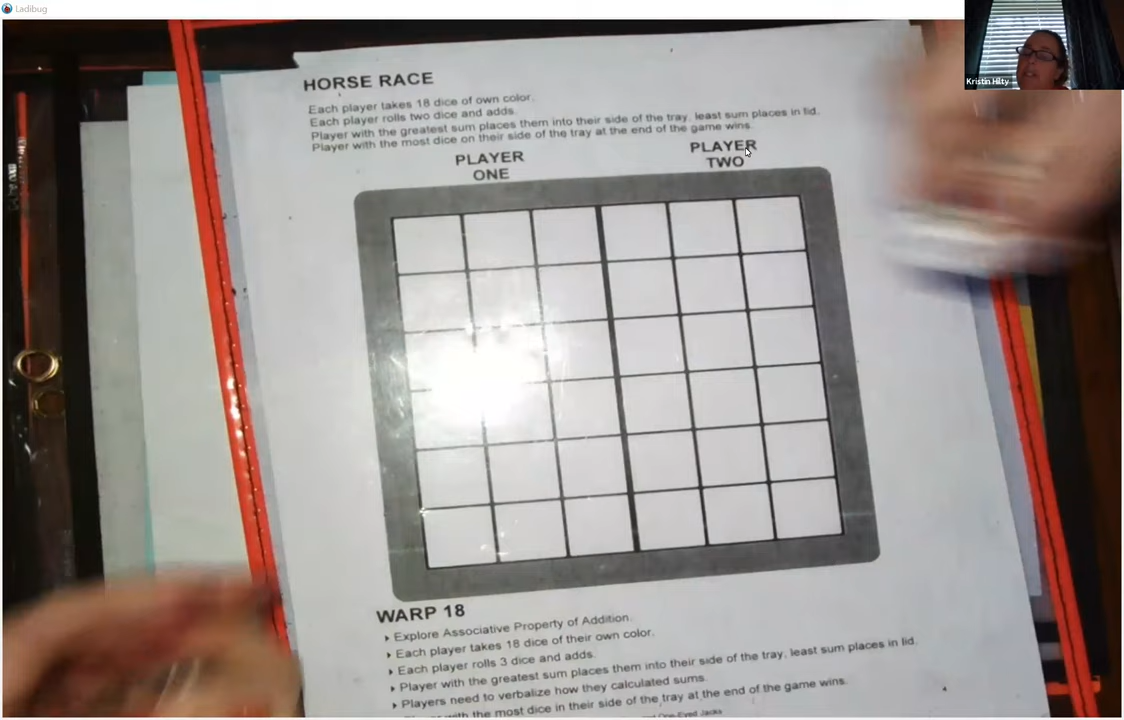 Ladibug
Kristin Hilty
HORSE RACE
Each player takes 18 dice of own color.
Each player rolls two dice and adds.
Player with the greatest sum places them into their side of the tray, least sum places in lid.
Player with the most dice on their side of the tray at the end of the game wins.
PLAYER ONE
PLAYER TWO
WARP 18
▸ Explore Associative Property of Addition.
▸ Each player takes 18 dice of their own color.
▸ Each player rolls 3 dice and adds.
▸ Player with the greatest sum places them into their side of the tray, least sum places in lid.
▸ Players need to verbalize how they calculated sums.
with the most dice in their side of the tray at the end of the game wins.
One-Eyed Jacks